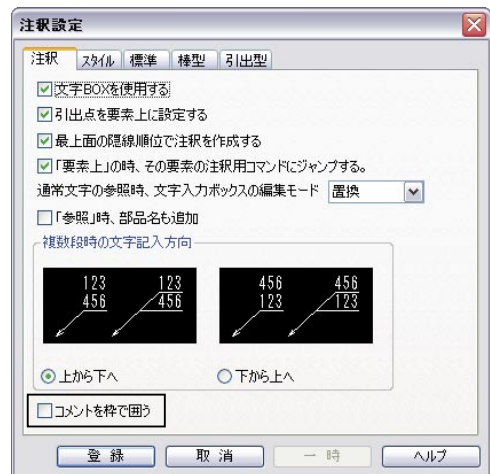 注釈設定
注釈 スタイル 標準 棒型 引出型
文字BOXを使用する
引出点を要素上に設定する
最上面の隠線順位で注釈を作成する
「要素上」の時、その要素の注釈用コマンドにジャンプする。
通常文字の参照時、文字入力ボックスの編集モード 置換
「参照」時、部品名も追加
複数段時の文字記入方向
123 123 456 456
456 456 123 123
上から下へ 下から上へ
コメントを枠で囲う
登録 取消 一時 ヘルプ